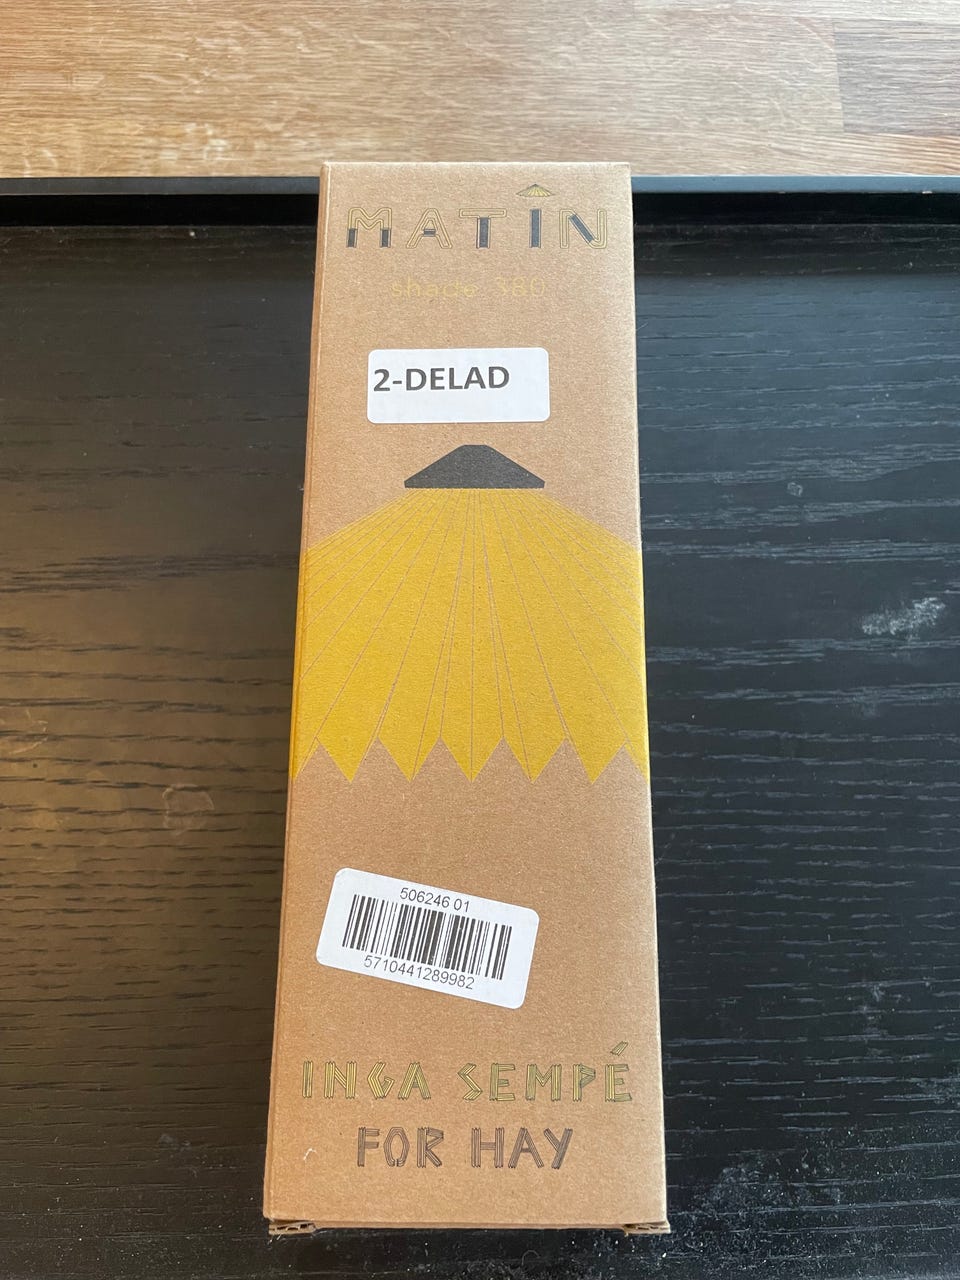 MATIN
shade 380
2-DELAD
506246 01
5710441289982
INGA SEMPÉ
FOR HAY